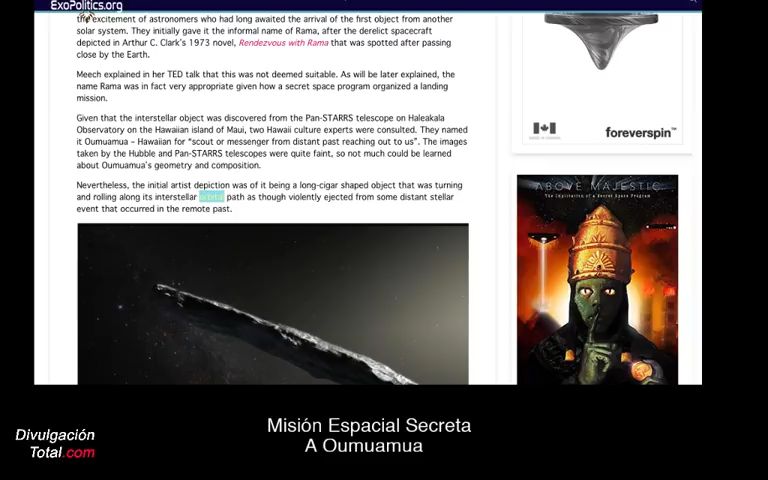 ExoPolitics.org
the excitement of astronomers who had long awaited the arrival of the first object from another
solar system. They initially gave it the informal name of Rama, after the derelict spacecraft
depicted in Arthur C. Clark's 1973 novel, Rendezvous with Rama that was spotted after passing
close by the Earth.
Meech explained in her TED talk that this was not deemed suitable. As will be later explained, the
name Rama was in fact very appropriate given how a secret space program organized a landing
mission.
Given that the interstellar object was discovered from the Pan-STARRS telescope on Haleakala
Observatory on the Hawaiian island of Maui, two Hawaii culture experts were consulted. They named
it Oumuamua – Hawaiian for "scout or messenger from distant past reaching out to us". The images
taken by the Hubble and Pan-STARRS telescopes were quite faint, so not much could be learned
about Oumuamua's geometry and composition.
Nevertheless, the initial artist depiction was of it being a long-cigar shaped object that was turning
and rolling along its interstellar orbital path as though violently ejected from some distant stellar
event that occurred in the remote past.
foreverspin™
ABOVE MAJESTIC
The Implications of a Secret Space Program
Misión Espacial Secreta
A Oumuamua
Divulgación
Total.com